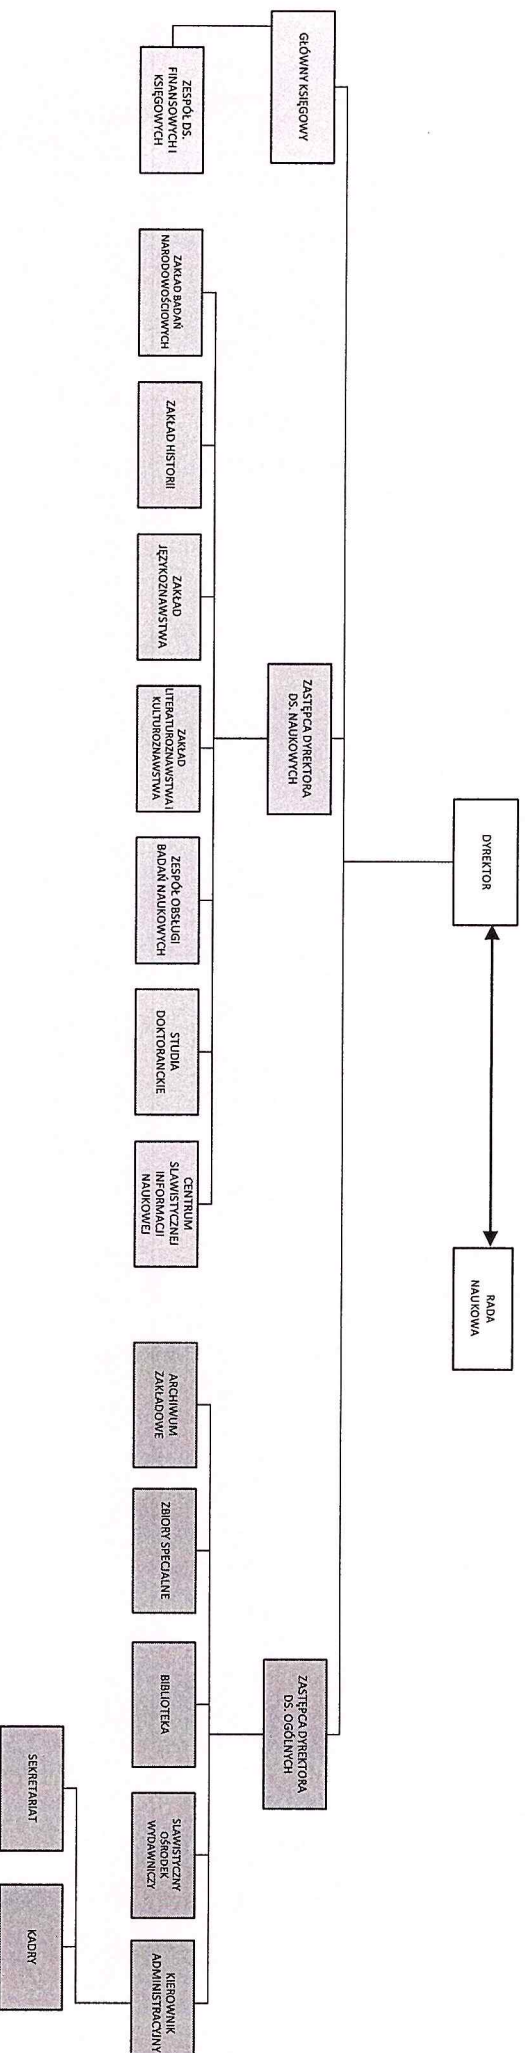 DYREKTOR
RADA
NAUKOWA
GŁÓWNY KSIĘGOWY
ZASTĘPCA DYREKTORA
DS. NAUKOWYCH
ZASTĘPCA DYREKTORA
DS. OGÓLNYCH
ZESPÓŁ DS.
FINANSOWYCH I
KSIĘGOWYCH
ZAKŁAD BADAŃ
NARODOWOŚCIOWYCH
ZAKŁAD HISTORII
ZAKŁAD
JĘZYKOZNAWSTWA
ZAKŁAD
LITERATUROZNAWSTWA I
KULTUROZNAWSTWA
ZESPÓŁ OBSŁUGI
BADAŃ NAUKOWYCH
STUDIA
DOKTORANCKIE
CENTRUM
SLAWISTYCZNEJ
INFORMACJI
NAUKOWEJ
ARCHIWUM
ZAKŁADOWE
ZBIORY SPECJALNE
BIBLIOTEKA
SLAWISTYCZNY
OŚRODEK
WYDAWNICZY
KIEROWNIK
ADMINISTRACYJNY
SEKRETARIAT
KADRY